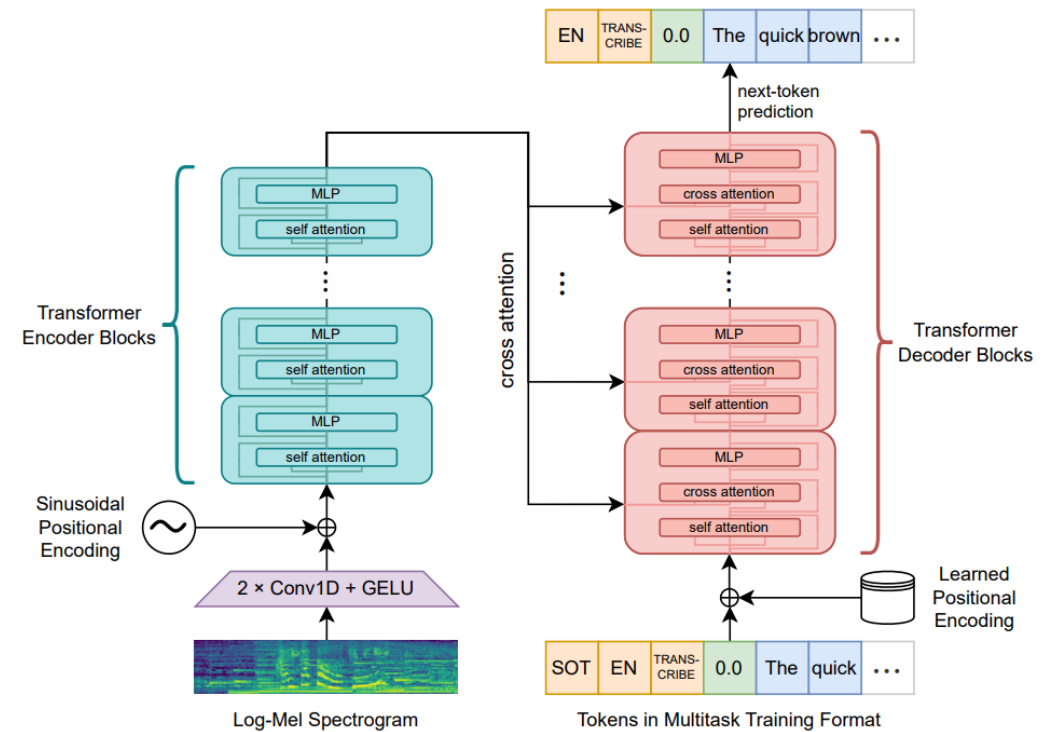 EN TRANS-CRIBE 0.0 The quick brown ...
next-token
prediction
MLP
self attention
...
MLP
self attention
MLP
self attention
Transformer
Encoder Blocks
cross attention
...
MLP
cross attention
self attention
...
MLP
cross attention
self attention
MLP
cross attention
self attention
Transformer
Decoder Blocks
Sinusoidal
Positional
Encoding
2 × Conv1D + GELU
Log-Mel Spectrogram
Learned
Positional
Encoding
SOT EN TRANS-CRIBE 0.0 The quick ...
Tokens in Multitask Training Format